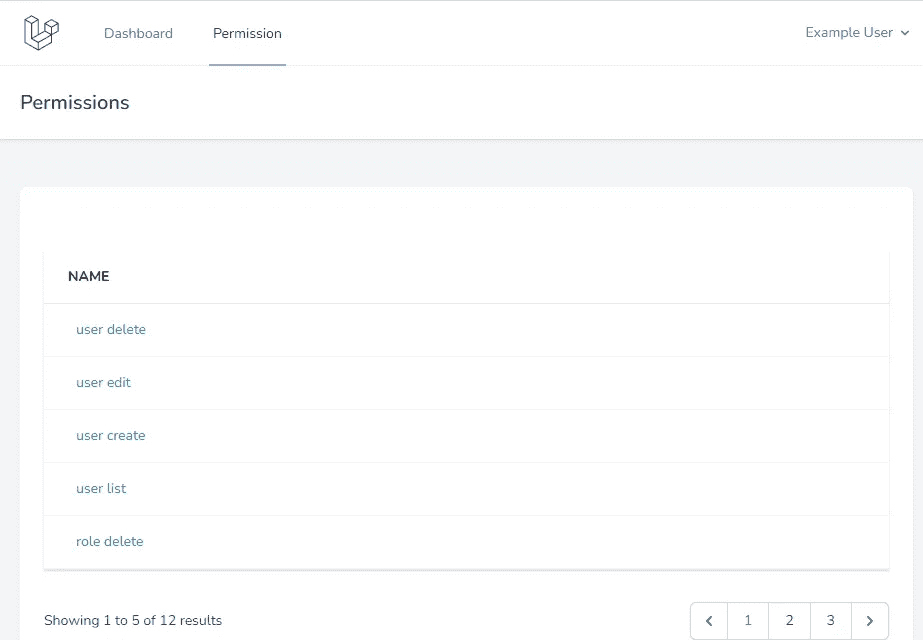 Dashboard Permission Example User
Permissions
NAME
user delete
user edit
user create
user list
role delete
Showing 1 to 5 of 12 results 1 2 3